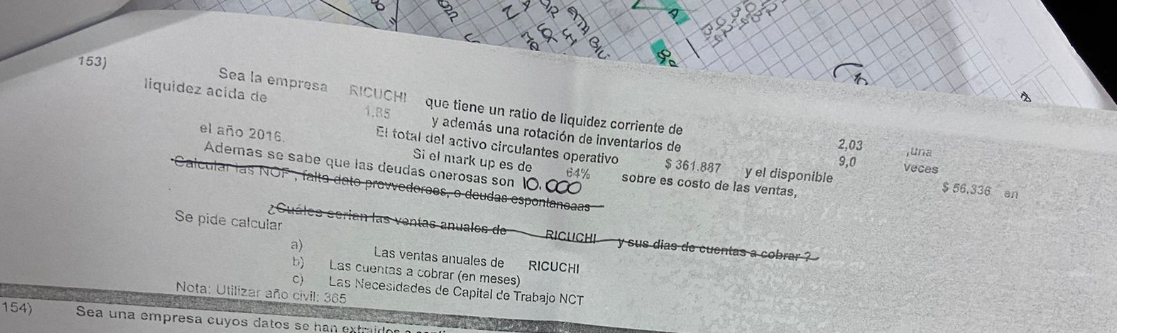 153)
Sea la empresa RICUCHI que tiene un ratio de liquidez corriente de 2,03 ,una
liquidez acida de 1,85 y además una rotación de inventarios de 9,0 veces
El total del activo circulantes operativo $ 361.887 y el disponible $ 56,336 en
el año 2016. Si el mark up es de 64% sobre es costo de las ventas,
Ademas se sabe que las deudas onerosas son 10.000
Calcular las NOF, falta dato provvedoroes, o deudas espontaneaas
¿Cuáles serian las ventas anuales de RICUCHI y sus dias de cuentas a cobrar ?
Se pide calcular
a) Las ventas anuales de RICUCHI
b) Las cuentas a cobrar (en meses)
c) Las Necesidades de Capital de Trabajo NCT
Nota: Utilizar año civil: 365
154) Sea una empresa cuyos datos se han extraidos